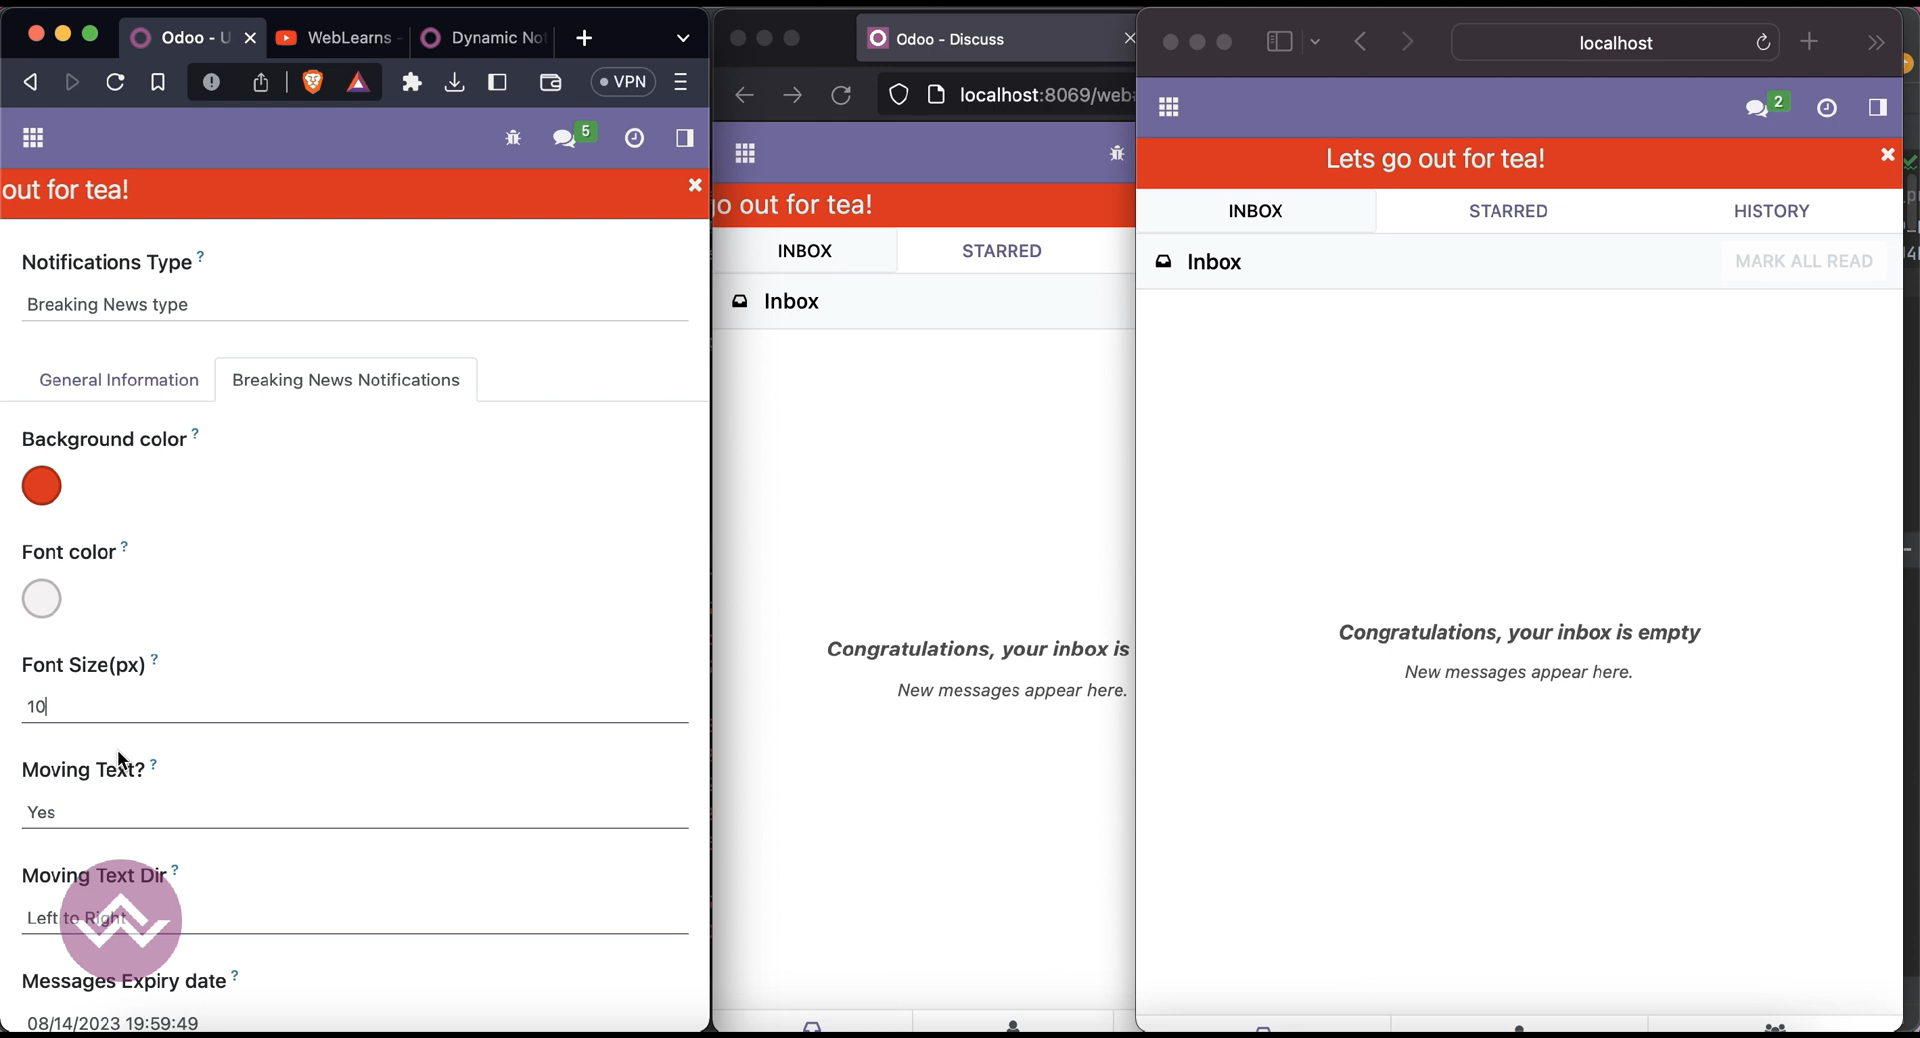 Odoo - U
WebLearns -
Dynamic Not
VPN
5
out for tea!
Notifications Type ?
Breaking News type
General Information
Breaking News Notifications
Background color ?
Font color ?
Font Size(px) ?
10
Moving Text? ?
Yes
Moving Text Dir ?
Left to Right
Messages Expiry date ?
08/14/2023 19:59:49
Odoo - Discuss
localhost:8069/web
go out for tea!
INBOX
STARRED
Inbox
Congratulations, your inbox is
New messages appear here.
localhost
2
Lets go out for tea!
INBOX
STARRED
HISTORY
Inbox
MARK ALL READ
Congratulations, your inbox is empty
New messages appear here.